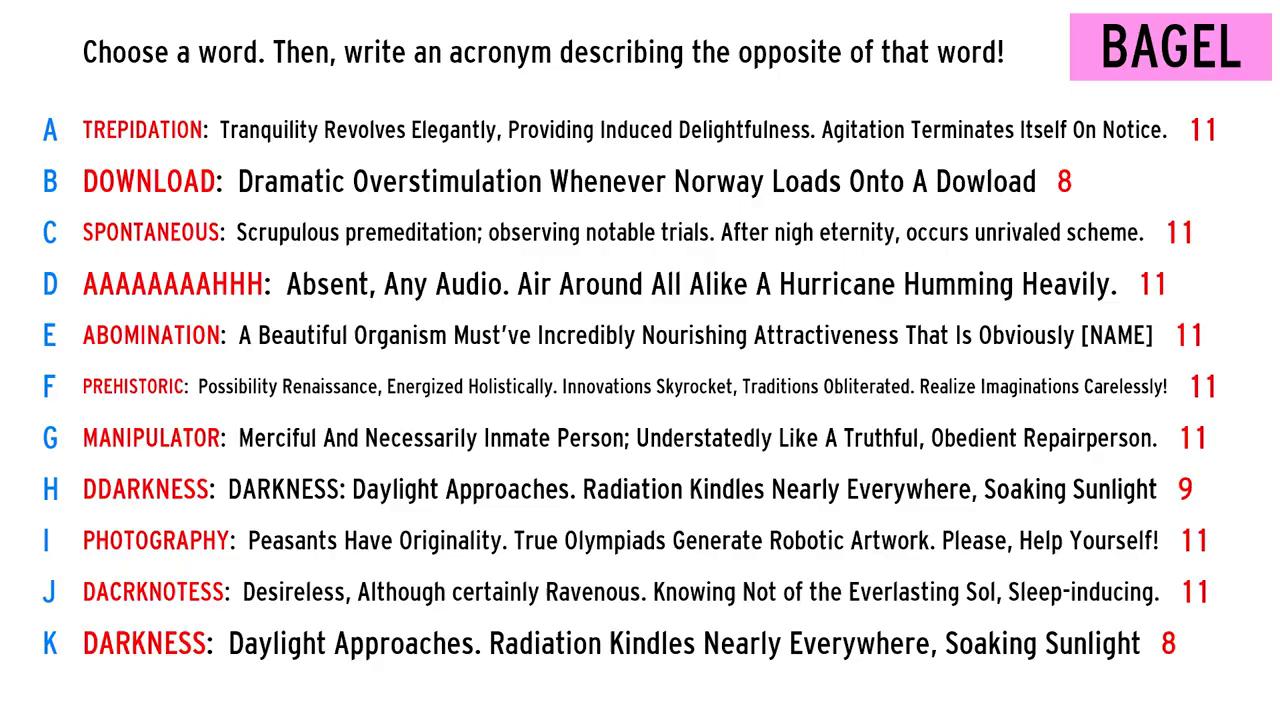 Choose a word. Then, write an acronym describing the opposite of that word!
BAGEL
A TREPIDATION: Tranquility Revolves Elegantly, Providing Induced Delightfulness. Agitation Terminates Itself On Notice. 11
B DOWNLOAD: Dramatic Overstimulation Whenever Norway Loads Onto A Dowload 8
C SPONTANEOUS: Scrupulous premeditation; observing notable trials. After nigh eternity, occurs unrivaled scheme. 11
D AAAAAAAAHHH: Absent, Any Audio. Air Around All Alike A Hurricane Humming Heavily. 11
E ABOMINATION: A Beautiful Organism Must've Incredibly Nourishing Attractiveness That Is Obviously [NAME] 11
F PREHISTORIC: Possibility Renaissance, Energized Holistically. Innovations Skyrocket, Traditions Obliterated. Realize Imaginations Carelessly! 11
G MANIPULATOR: Merciful And Necessarily Inmate Person; Understatedly Like A Truthful, Obedient Repairperson. 11
H DDARKNESS: DARKNESS: Daylight Approaches. Radiation Kindles Nearly Everywhere, Soaking Sunlight 9
I PHOTOGRAPHY: Peasants Have Originality. True Olympiads Generate Robotic Artwork. Please, Help Yourself! 11
J DACRKNOTESS: Desireless, Although certainly Ravenous. Knowing Not of the Everlasting Sol, Sleep-inducing. 11
K DARKNESS: Daylight Approaches. Radiation Kindles Nearly Everywhere, Soaking Sunlight 8